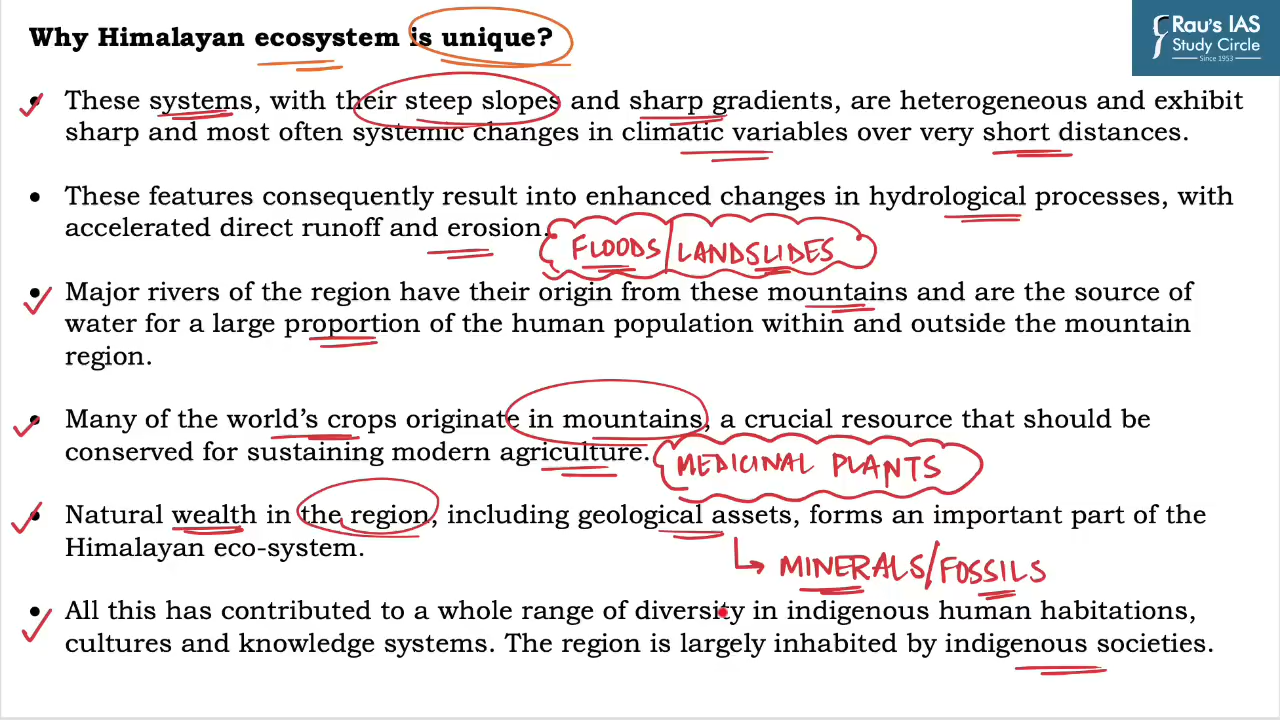 Why Himalayan ecosystem is unique?
Rau's IAS
Study Circle
Since 1953
• These systems, with their steep slopes and sharp gradients, are heterogeneous and exhibit
sharp and most often systemic changes in climatic variables over very short distances.
• These features consequently result into enhanced changes in hydrological processes, with
accelerated direct runoff and erosion.
FLOODS/LANDSLIDES
• Major rivers of the region have their origin from these mountains and are the source of
water for a large proportion of the human population within and outside the mountain
region.
• Many of the world's crops originate in mountains, a crucial resource that should be
conserved for sustaining modern agriculture.
MEDICINAL PLANTS
• Natural wealth in the region, including geological assets, forms an important part of the
Himalayan eco-system.
MINERALS/FOSSILS
• All this has contributed to a whole range of diversity in indigenous human habitations,
cultures and knowledge systems. The region is largely inhabited by indigenous societies.